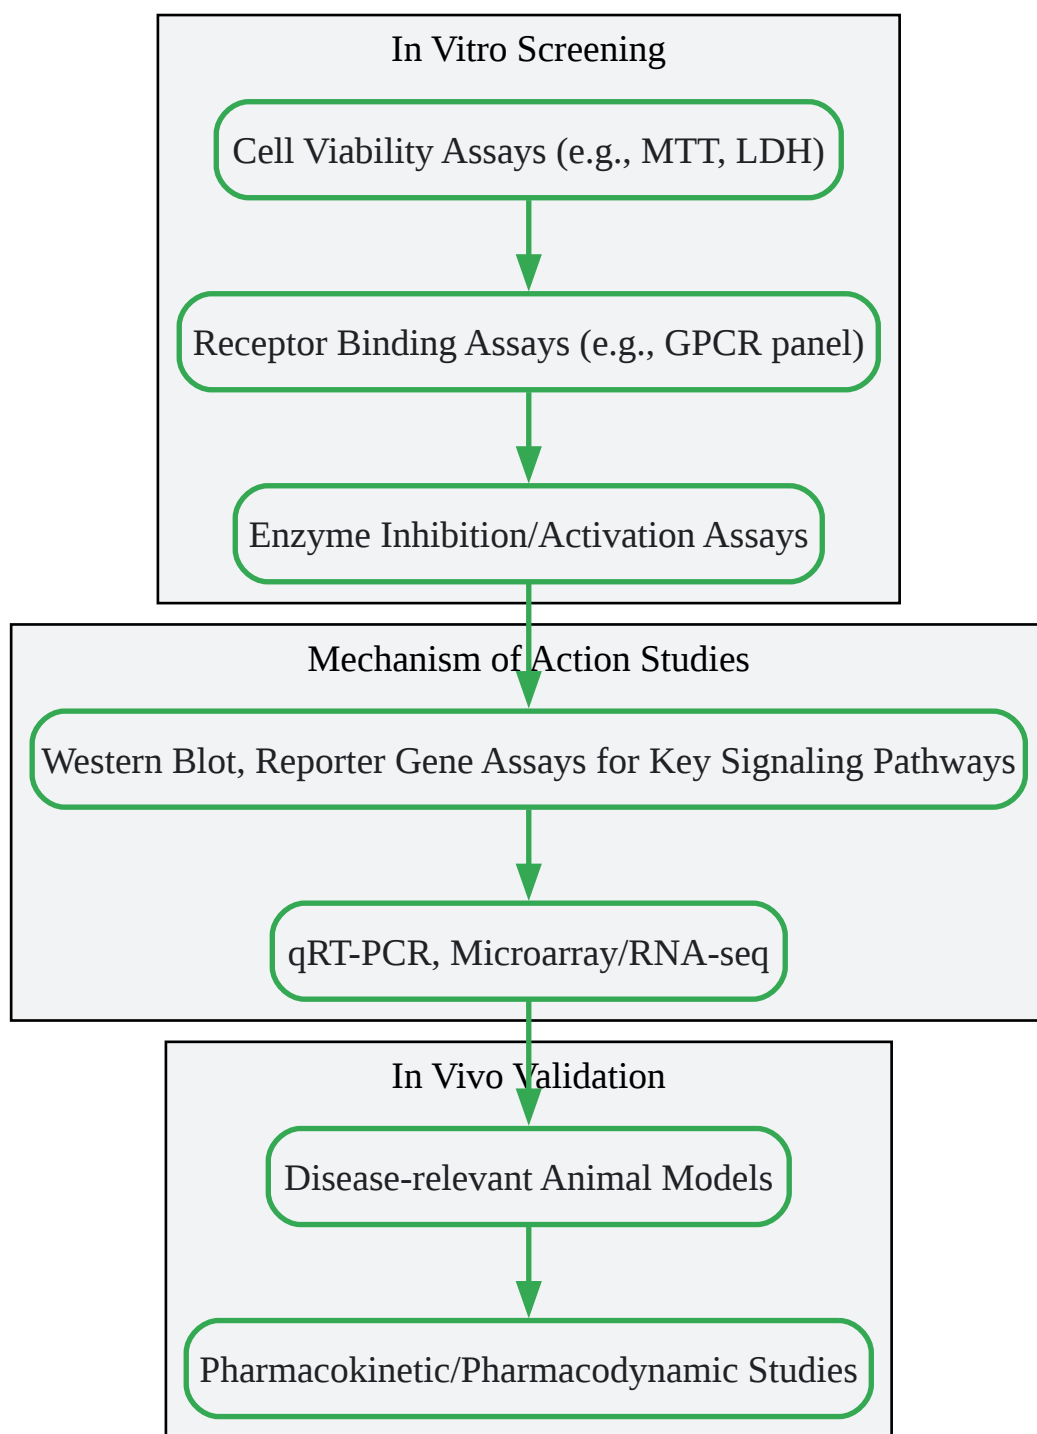 In Vitro Screening
Cell Viability Assays (e.g., MTT, LDH)
Receptor Binding Assays (e.g., GPCR panel)
Enzyme Inhibition/Activation Assays
Mechanism of Action Studies
Western Blot, Reporter Gene Assays for Key Signaling Pathways
qRT-PCR, Microarray/RNA-seq
In Vivo Validation
Disease-relevant Animal Models
Pharmacokinetic/Pharmacodynamic Studies